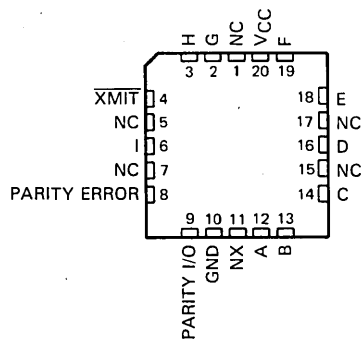 H G NC VCC F
3 2 1 20 19
XMIT 4
NC 5
I 6
NC 7
PARITY ERROR 8
18 E
17 NC
16 D
15 NC
14 C
9 10 11 12 13
PARITY I/O GND NX A B